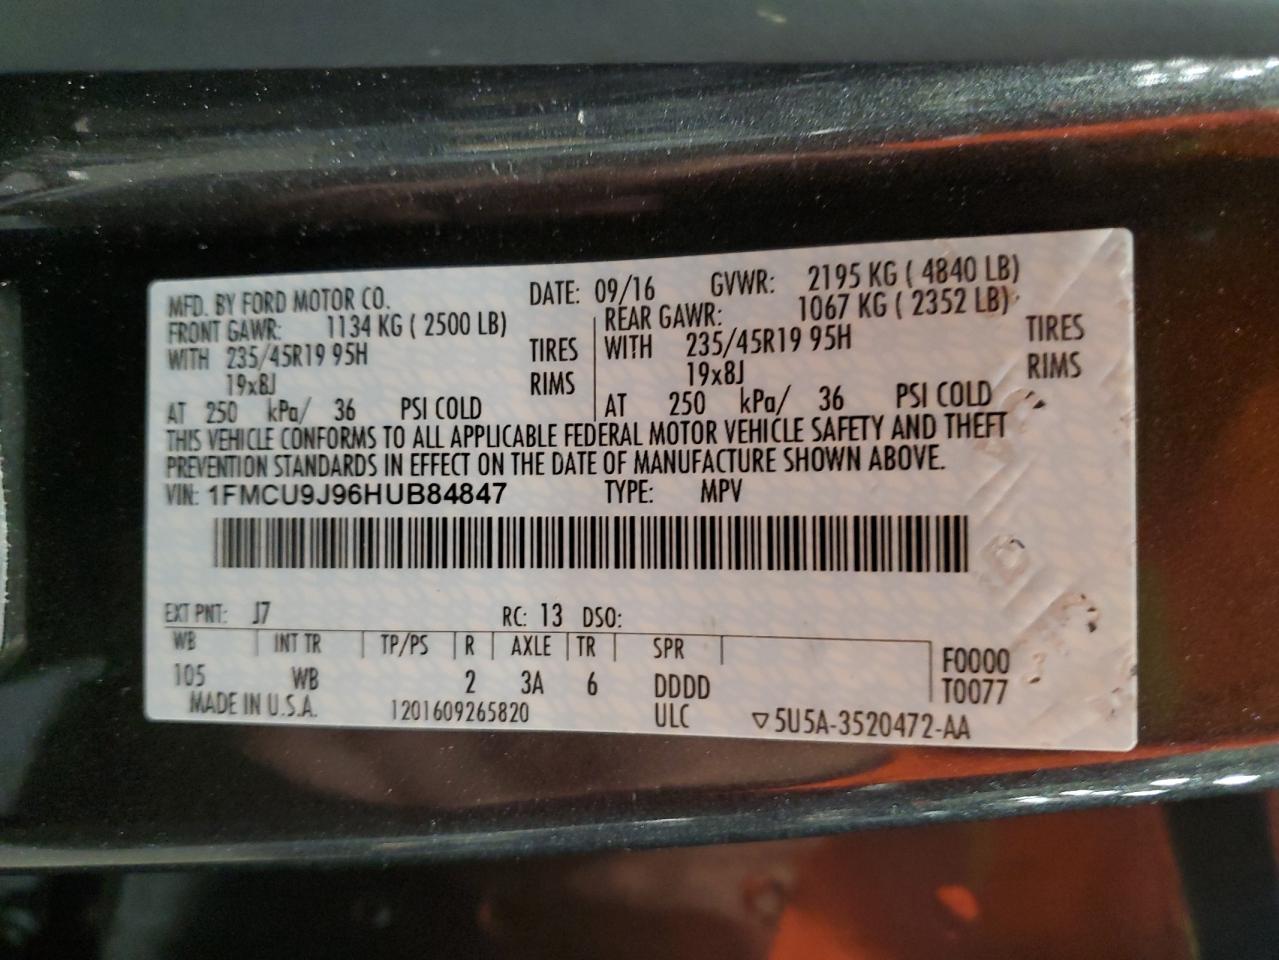 MFD. BY FORD MOTOR CO. DATE: 09/16 GVWR: 2195 KG ( 4840 LB)
FRONT GAWR: 1134 KG ( 2500 LB) REAR GAWR: 1067 KG ( 2352 LB)
WITH 235/45R19 95H TIRES WITH 235/45R19 95H TIRES
19x8J RIMS 19x8J RIMS
AT 250 kPa/ 36 PSI COLD AT 250 kPa/ 36 PSI COLD
THIS VEHICLE CONFORMS TO ALL APPLICABLE FEDERAL MOTOR VEHICLE SAFETY AND THEFT
PREVENTION STANDARDS IN EFFECT ON THE DATE OF MANUFACTURE SHOWN ABOVE.
VIN: 1FMCU9J96HUB84847 TYPE: MPV
EXT PNT: J7 RC: 13 DSO:
WB INT TR TP/PS R AXLE TR SPR F0000
105 WB 2 3A 6 DDDD T0077
MADE IN U.S.A. 1201609265820 ULC ▽5U5A-3520472-AA